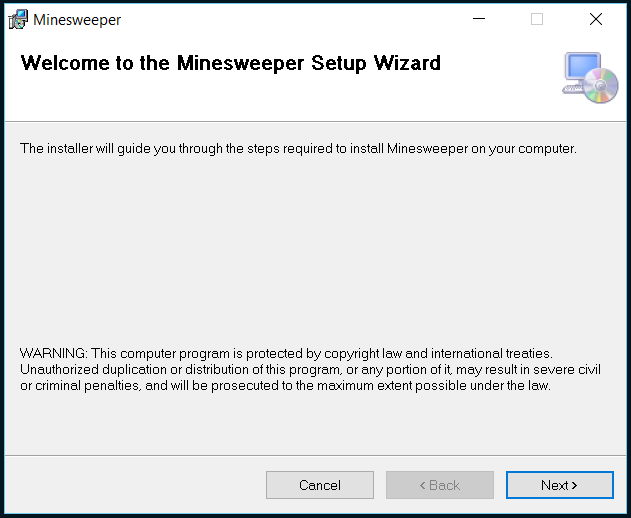 Minesweeper
Welcome to the Minesweeper Setup Wizard
The installer will guide you through the steps required to install Minesweeper on your computer.
WARNING: This computer program is protected by copyright law and international treaties.
Unauthorized duplication or distribution of this program, or any portion of it, may result in severe civil
or criminal penalties, and will be prosecuted to the maximum extent possible under the law.
Cancel
< Back
Next >